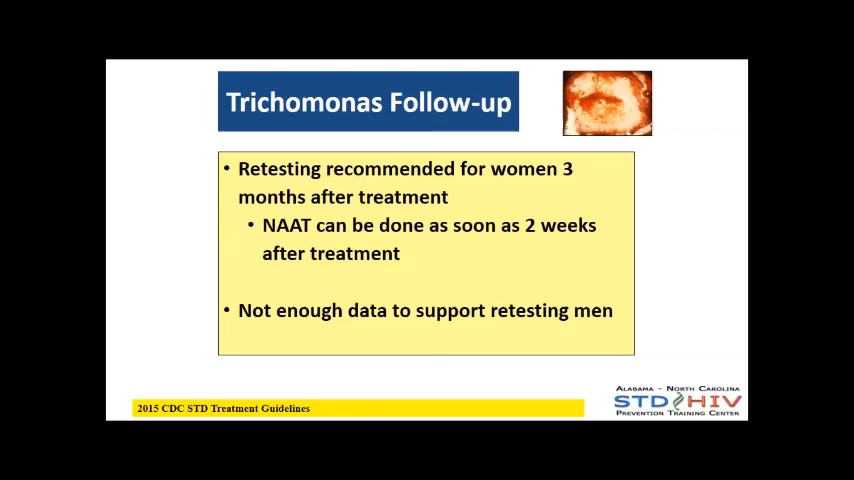 Trichomonas Follow-up
• Retesting recommended for women 3
months after treatment
• NAAT can be done as soon as 2 weeks
after treatment
• Not enough data to support retesting men
2015 CDC STD Treatment Guidelines
Alabama - North Carolina
STD HIV
Prevention Training Center